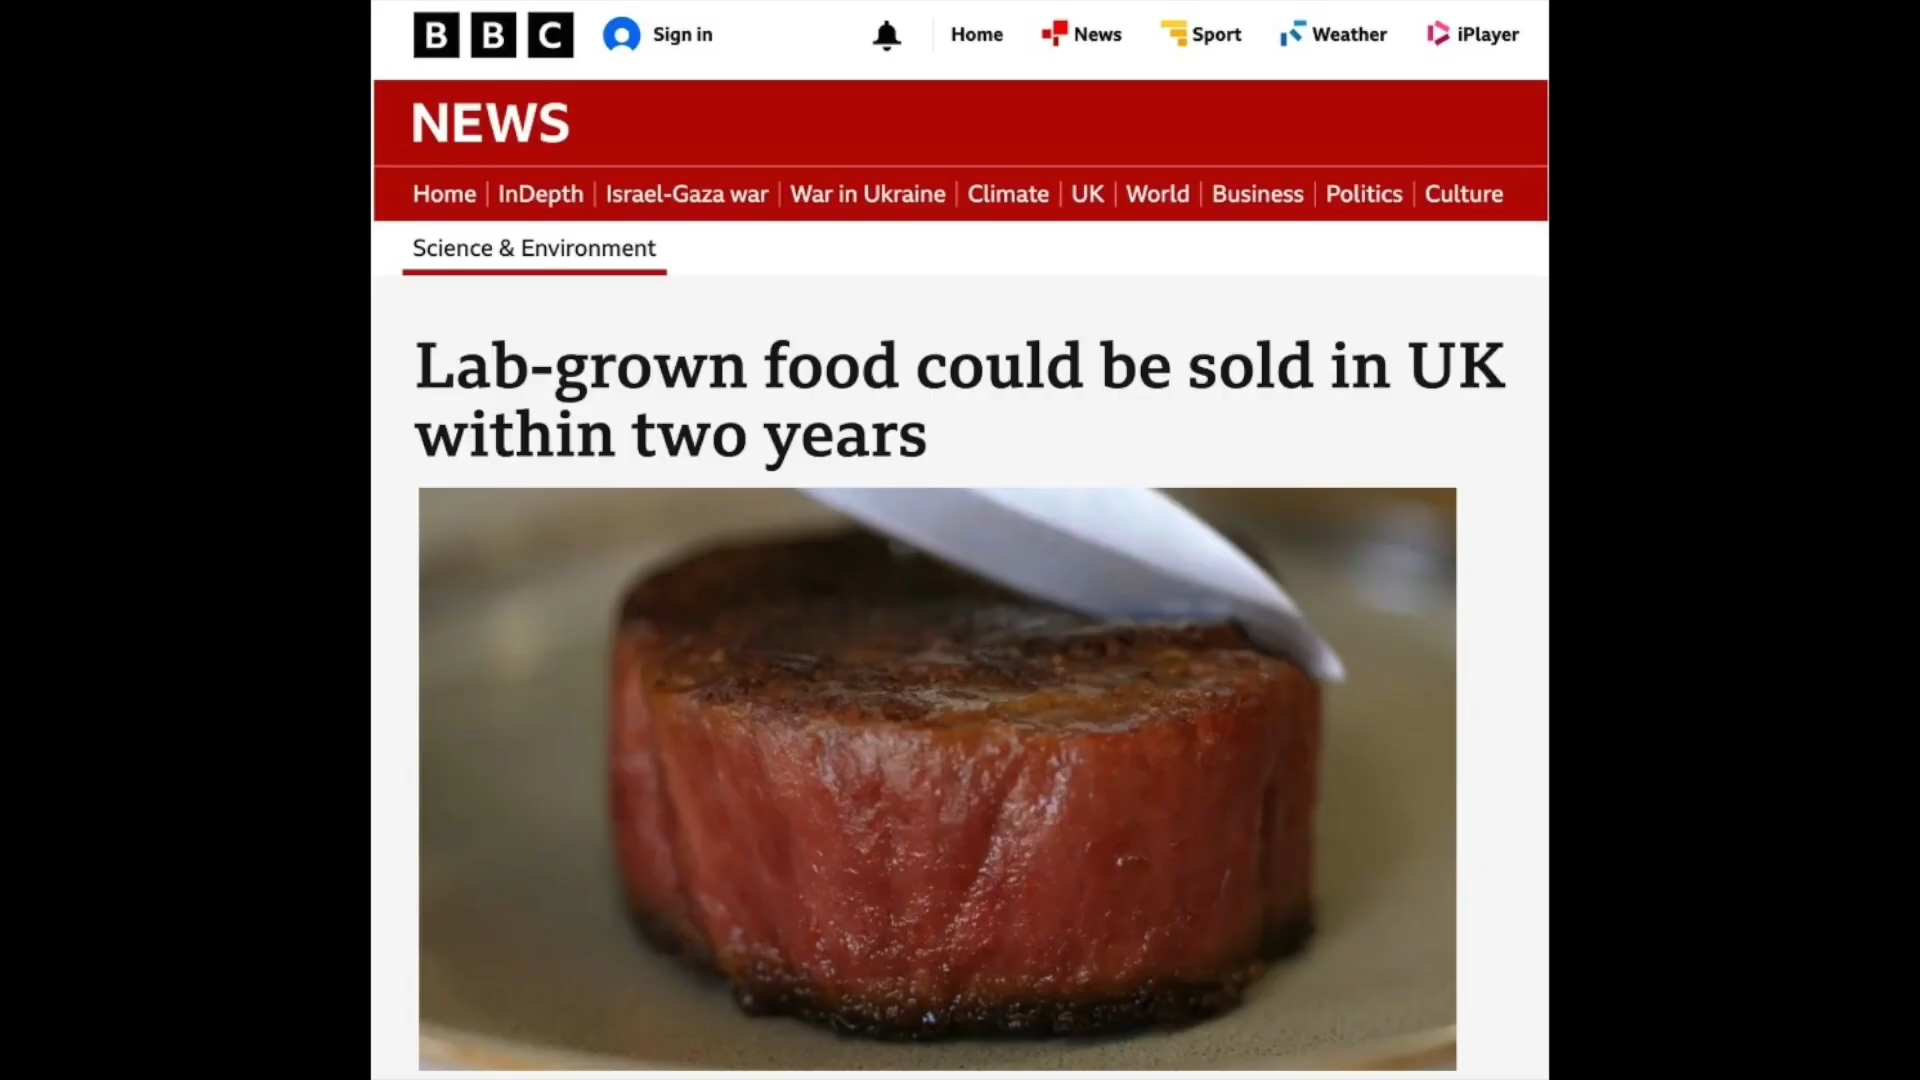 BBC Sign in Home News Sport Weather iPlayer
NEWS
Home InDepth Israel-Gaza war War in Ukraine Climate UK World Business Politics Culture
Science & Environment
Lab-grown food could be sold in UK
within two years